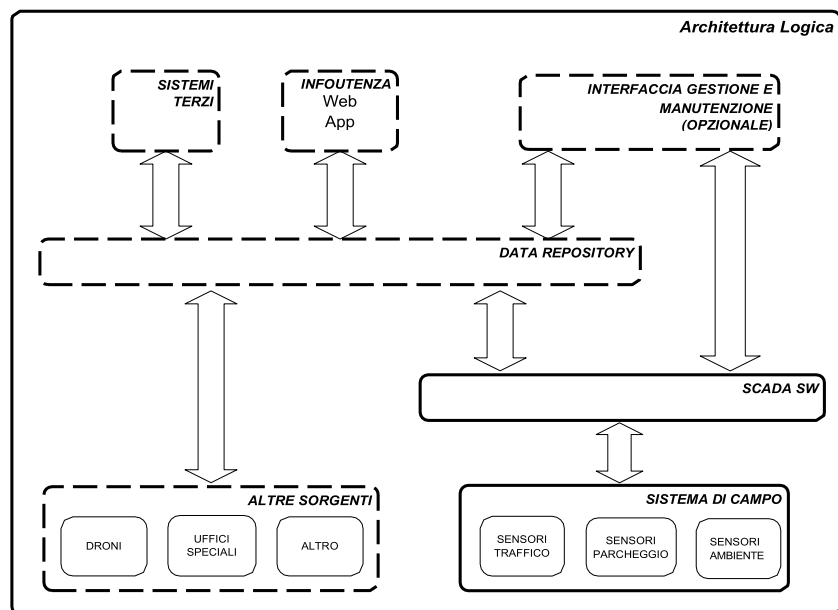 Architettura Logica
SISTEMI
TERZI
INFOUTENZA
Web
App
INTERFACCIA GESTIONE E
MANUTENZIONE
(OPZIONALE)
DATA REPOSITORY
SCADA SW
ALTRE SORGENTI
DRONI
UFFICI
SPECIALI
ALTRO
SISTEMA DI CAMPO
SENSORI
TRAFFICO
SENSORI
PARCHEGGIO
SENSORI
AMBIENTE